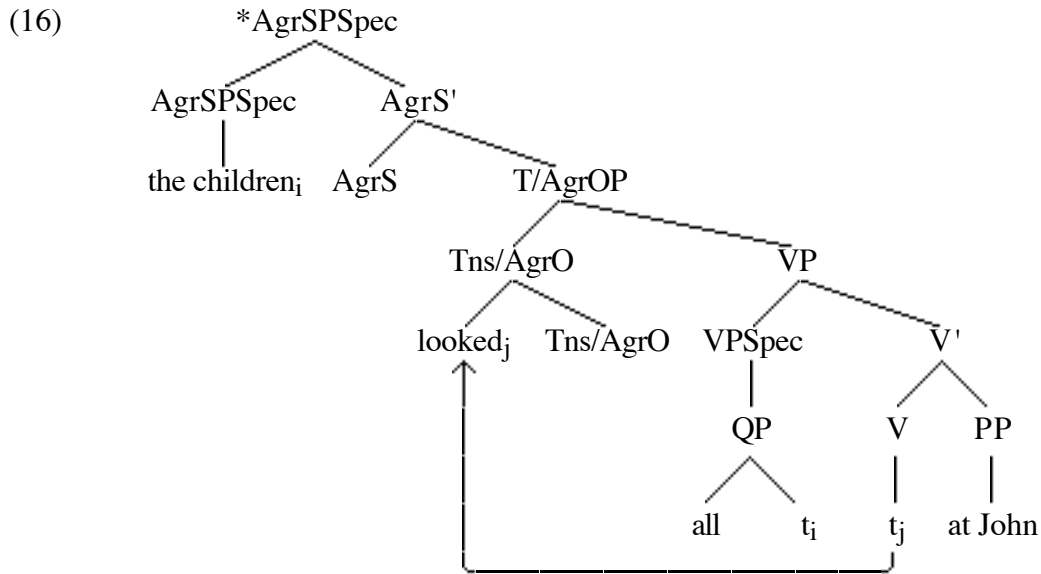 (16) *AgrSPSpec
AgrSPSpec AgrS'
the childreni AgrS T/AgrOP
Tns/AgrO VP
lookedj Tns/AgrO VPSpec V'
QP V PP
all ti tj at John